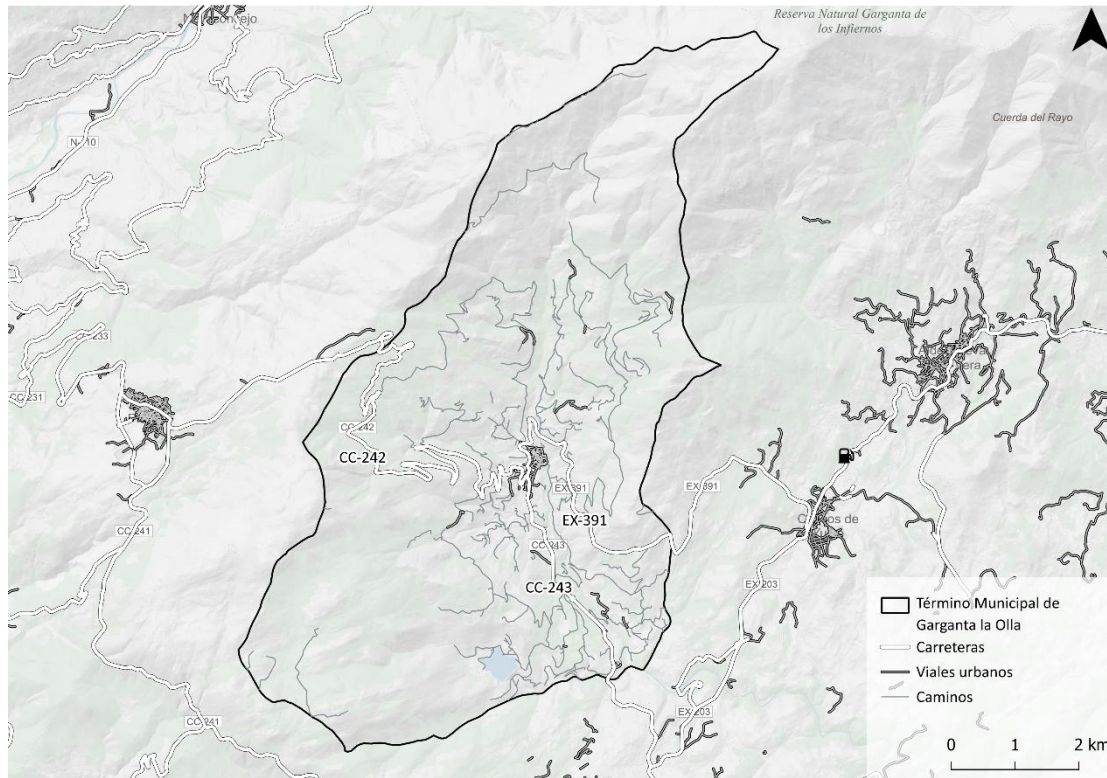 Reserva Natural Garganta de
los Infiernos
Cuerda del Rayo
CC-233
CC-231
CC-242
CC-242
EX-391
EX-391
EX-391
CC-241
CC-243
CC-243
EX-203
EX-203
CC-241
Término Municipal de
Garganta la Olla
Carreteras
Viales urbanos
Caminos
0 1 2 km